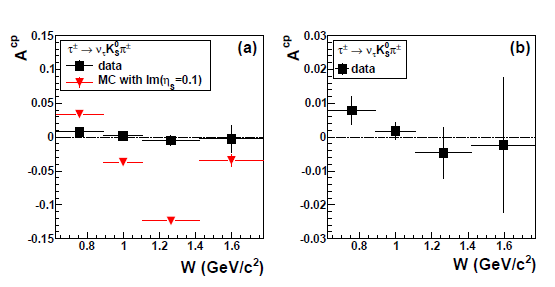 A^cp
0.15
0.1
0.05
0
-0.05
-0.1
-0.15
τ± → ν_τ K_S^0 π±
data
MC with Im(η_S=0.1)
(a)
0.8 1 1.2 1.4 1.6
W (GeV/c²)
A^cp
0.03
0.02
0.01
0
-0.01
-0.02
-0.03
τ± → ν_τ K_S^0 π±
data
(b)
0.8 1 1.2 1.4 1.6
W (GeV/c²)